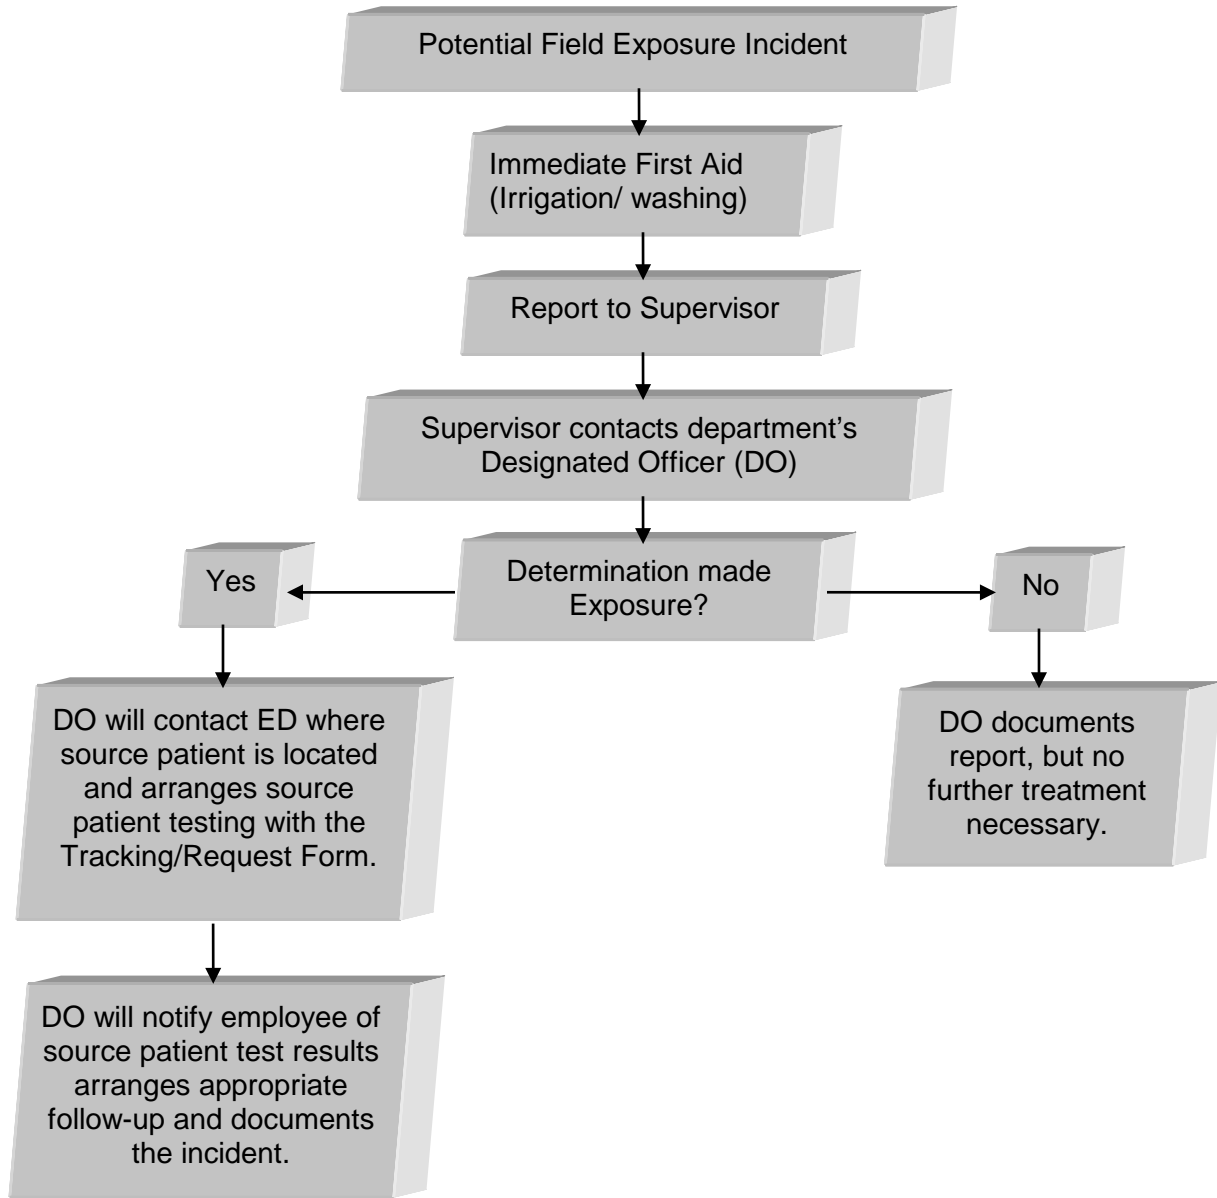 Potential Field Exposure Incident
Immediate First Aid
(Irrigation/ washing)
Report to Supervisor
Supervisor contacts department’s
Designated Officer (DO)
Determination made
Exposure?
Yes
No
DO will contact ED where
source patient is located
and arranges source
patient testing with the
Tracking/Request Form.
DO documents
report, but no
further treatment
necessary.
DO will notify employee of
source patient test results
arranges appropriate
follow-up and documents
the incident.